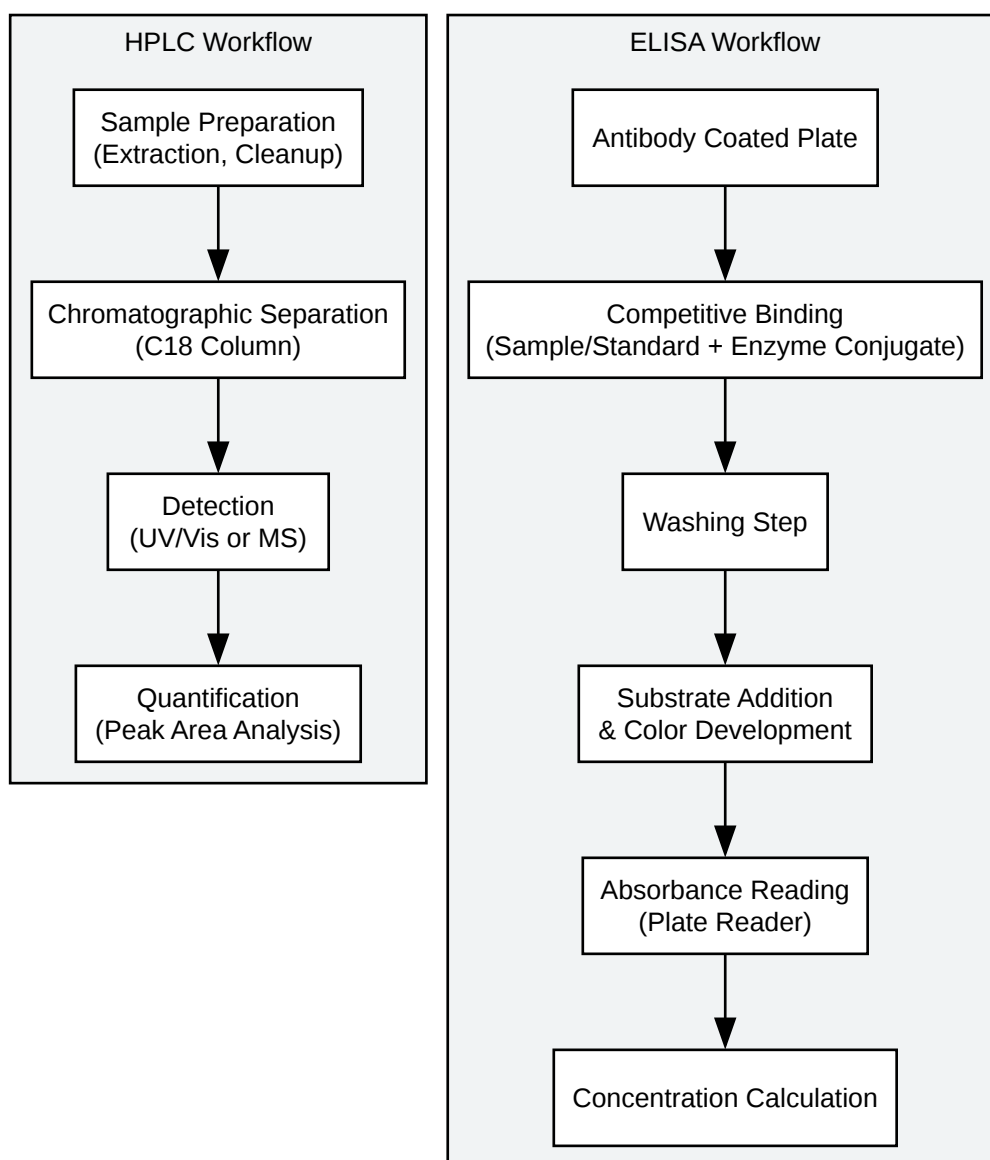 HPLC Workflow
Sample Preparation
(Extraction, Cleanup)
Chromatographic Separation
(C18 Column)
Detection
(UV/Vis or MS)
Quantification
(Peak Area Analysis)
ELISA Workflow
Antibody Coated Plate
Competitive Binding
(Sample/Standard + Enzyme Conjugate)
Washing Step
Substrate Addition
& Color Development
Absorbance Reading
(Plate Reader)
Concentration Calculation